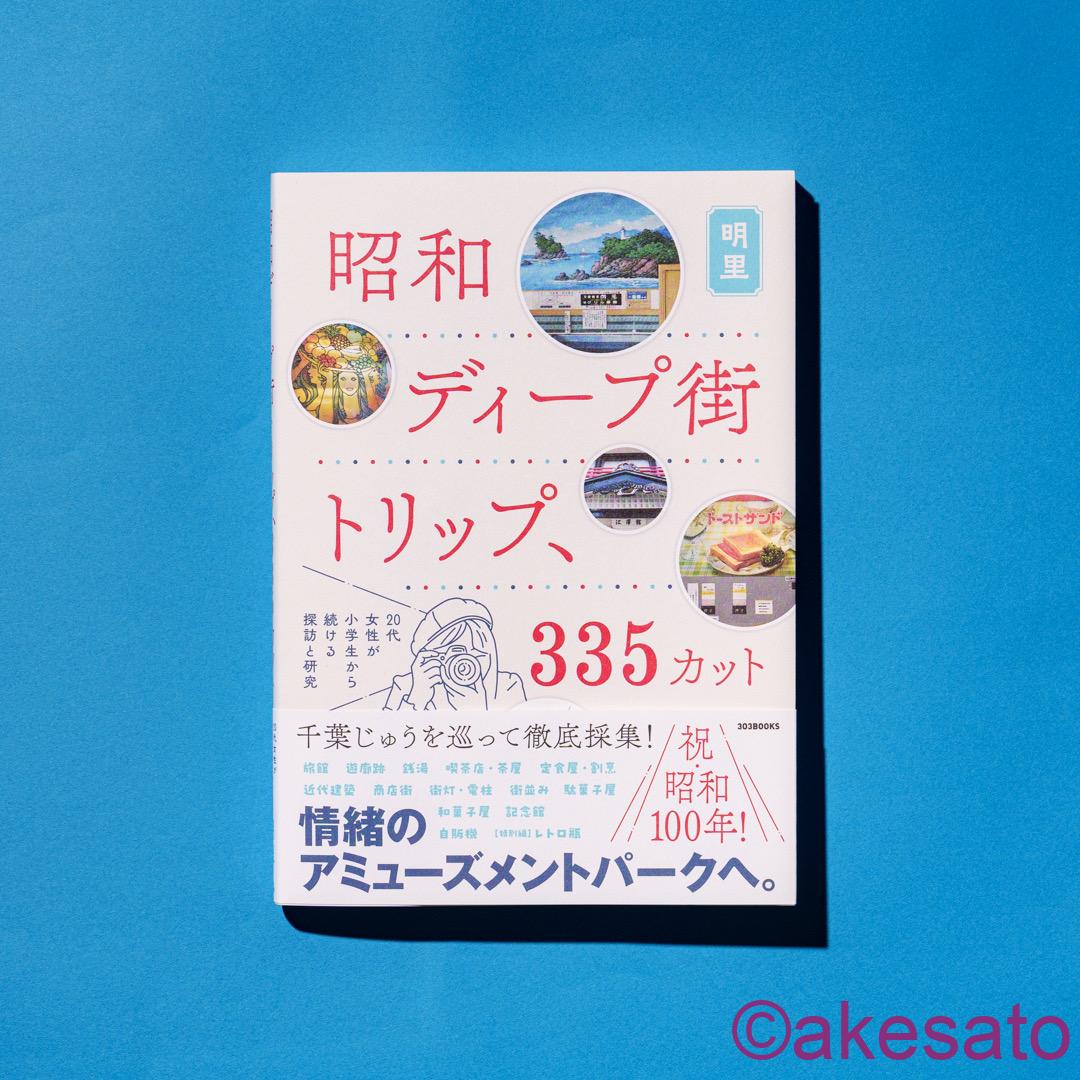 昭和
明里
ディープ街
トリップ、
トーストサンド
20代
女性が
小学生から
続ける
探訪と研究
335カット
303BOOKS
千葉じゅうを巡って徹底採集!
旅館 遊廓跡 銭湯 喫茶店・茶屋 定食屋・割烹
近代建築 商店街 街灯・電柱 街並み 駄菓子屋
和菓子屋 記念館
自販機 [特別編]レトロ瓶
祝・
昭和
100年!
情緒の
アミューズメントパークへ。
©akesato